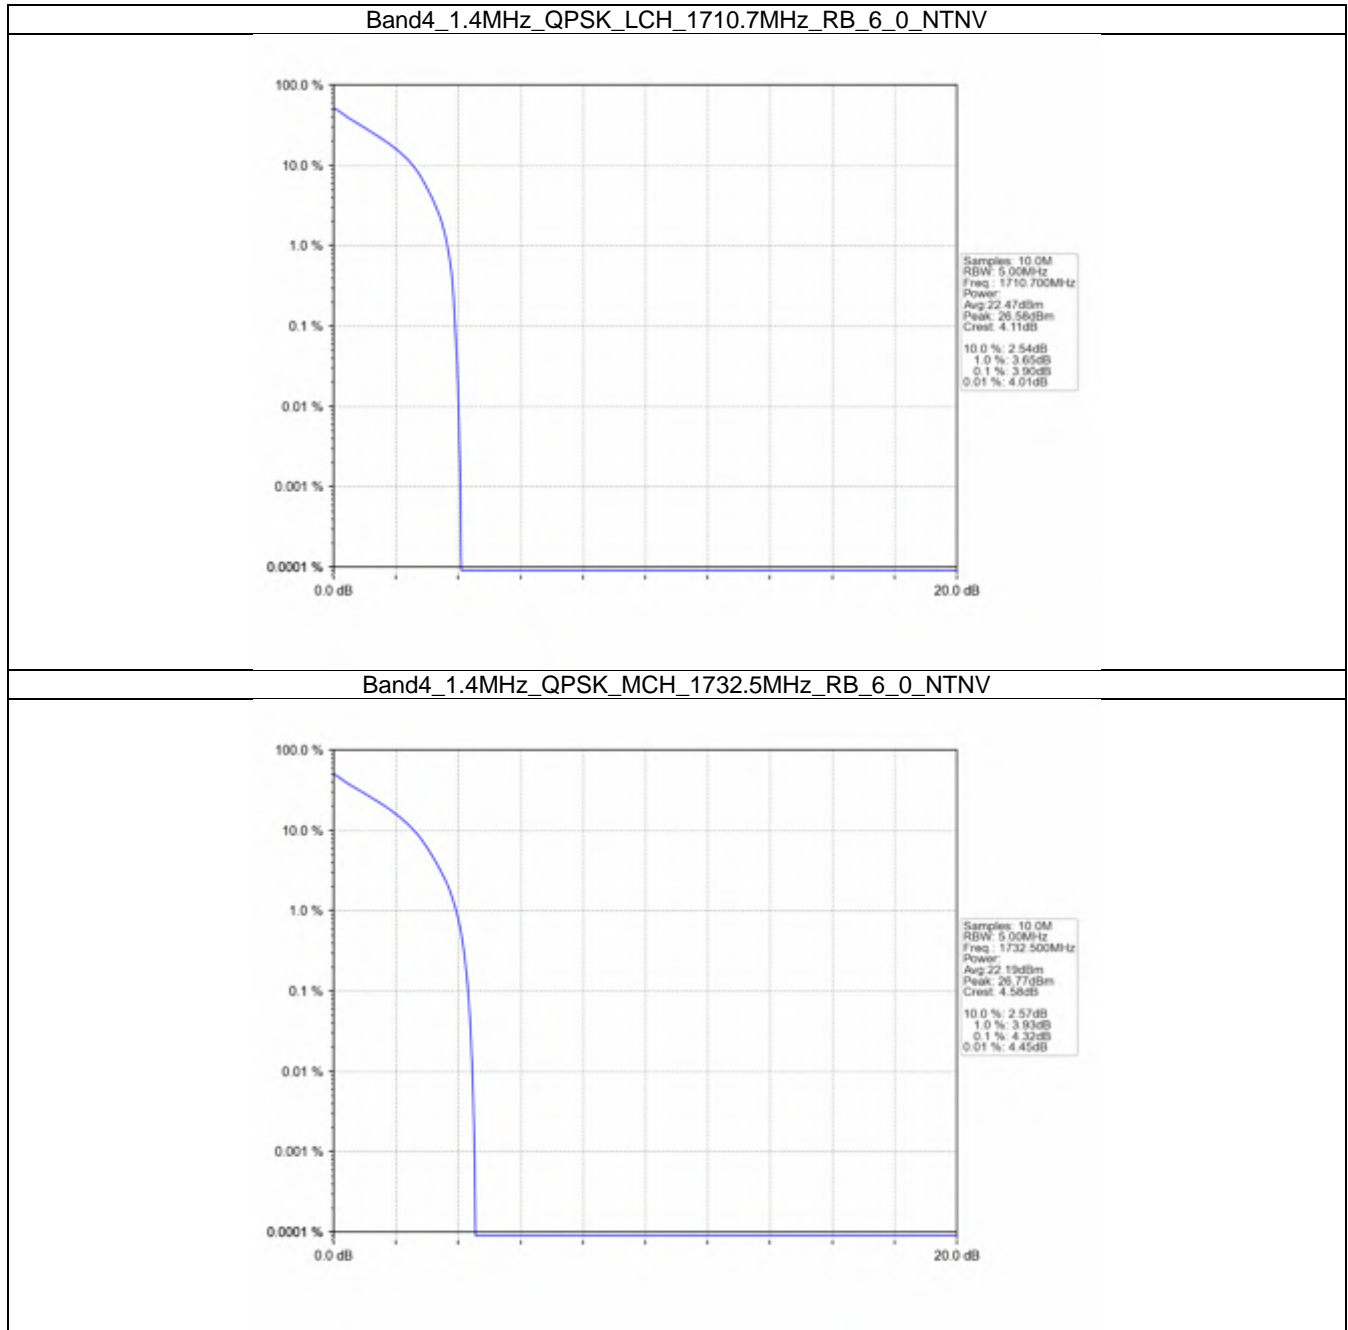 Band4_1.4MHz_QPSK_LCH_1710.7MHz_RB_6_0_NTNV
100.0 %
10.0 %
1.0 %
0.1 %
0.01 %
0.001 %
0.0001 %
0.0 dB
20.0 dB
Samples: 10.0M
RBW: 5.00MHz
Freq.: 1710.700MHz
Power:
Avg:22.47dBm
Peak: 26.58dBm
Crest: 4.11dB
10.0 %: 2.54dB
1.0 %: 3.65dB
0.1 %: 3.90dB
0.01 %: 4.01dB
Band4_1.4MHz_QPSK_MCH_1732.5MHz_RB_6_0_NTNV
100.0 %
10.0 %
1.0 %
0.1 %
0.01 %
0.001 %
0.0001 %
0.0 dB
20.0 dB
Samples: 10.0M
RBW: 5.00MHz
Freq.: 1732.500MHz
Power:
Avg:22.19dBm
Peak: 26.77dBm
Crest: 4.58dB
10.0 %: 2.57dB
1.0 %: 3.93dB
0.1 %: 4.32dB
0.01 %: 4.45dB